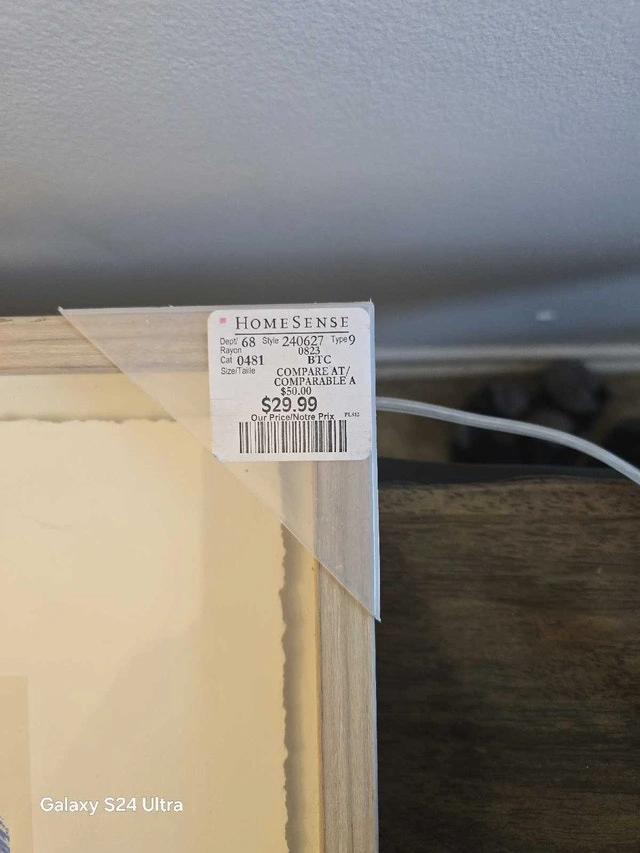 HOMESENSE
Dept/ 68 Style 240627 Type 9
Rayon 0823
Cat 0481 BTC
Size/Taille COMPARE AT/
COMPARABLE A
$50.00
$29.99
Our Price/Notre Prix
Galaxy S24 Ultra